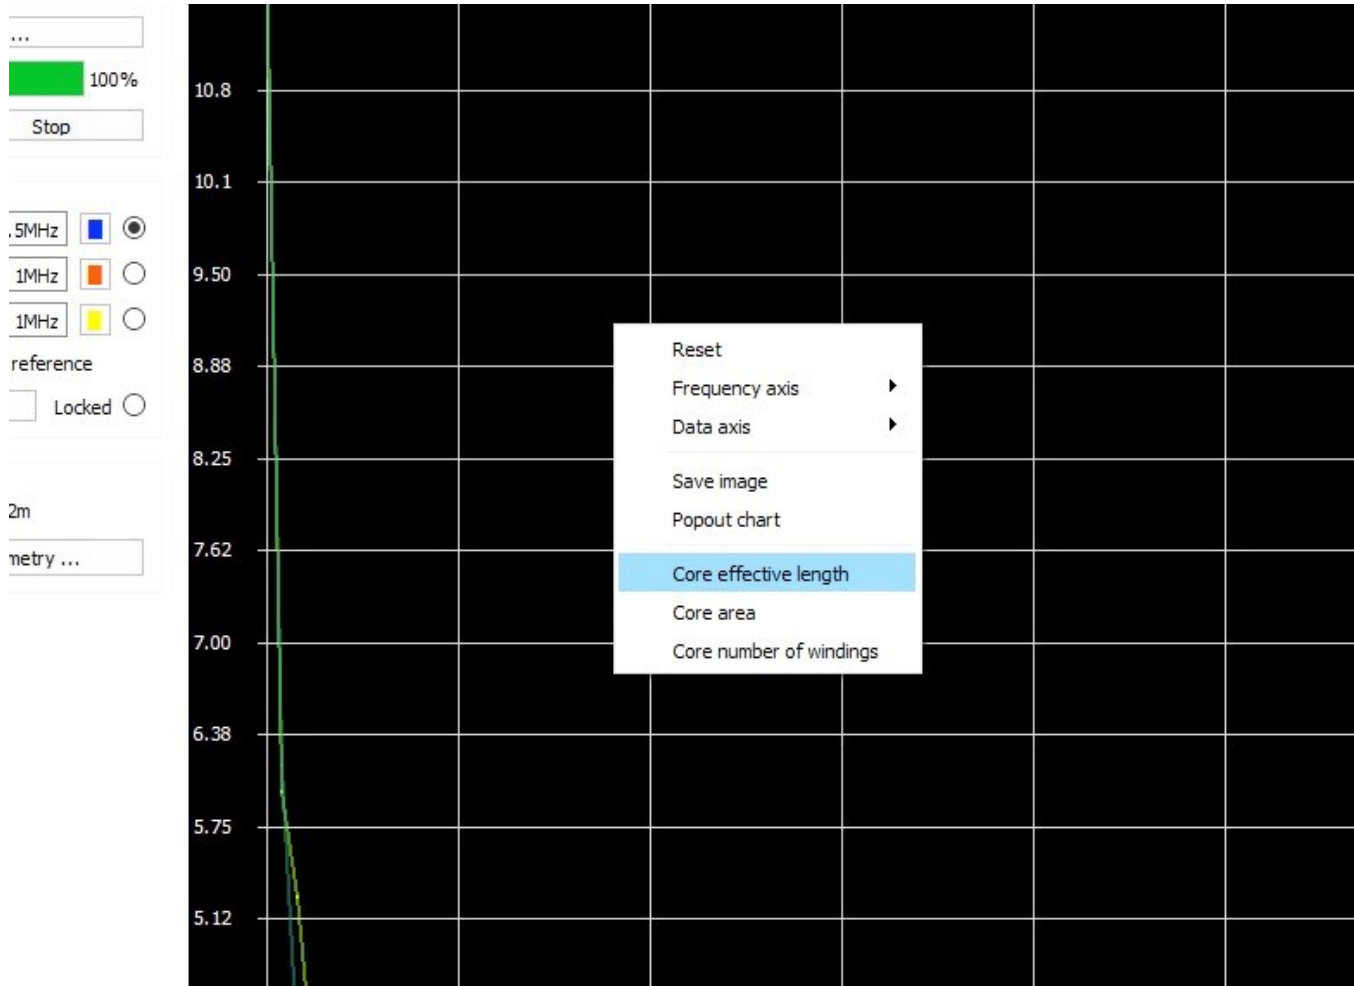 ...
100%
Stop
.5MHz
1MHz
1MHz
reference
Locked
2m
metry ...
10.8
10.1
9.50
8.88
8.25
7.62
7.00
6.38
5.75
5.12
Reset
Frequency axis
Data axis
Save image
Popout chart
Core effective length
Core area
Core number of windings